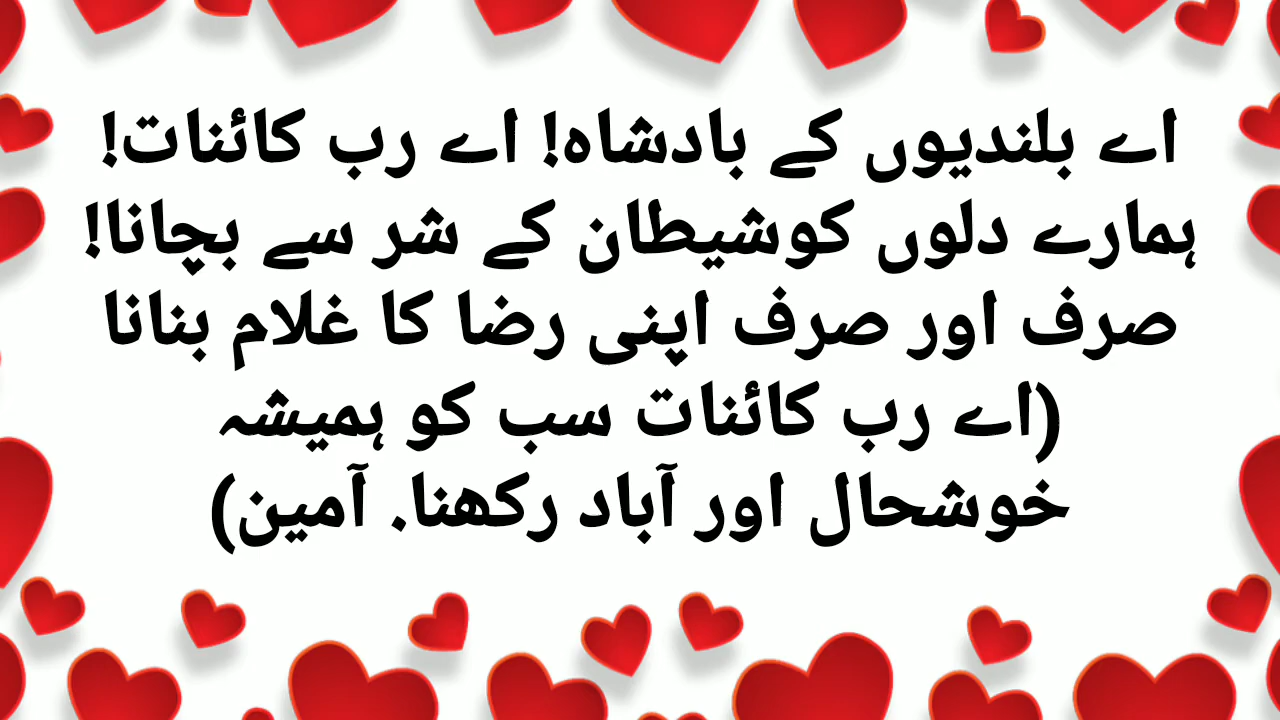 اے بلندیوں کے بادشاہ! اے رب کائنات!
ہمارے دلوں کوشیطان کے شر سے بچانا!
صرف اور صرف اپنی رضا کا غلام بنانا
(اے رب کائنات سب کو ہمیشہ
خوشحال اور آباد رکھنا. آمین)